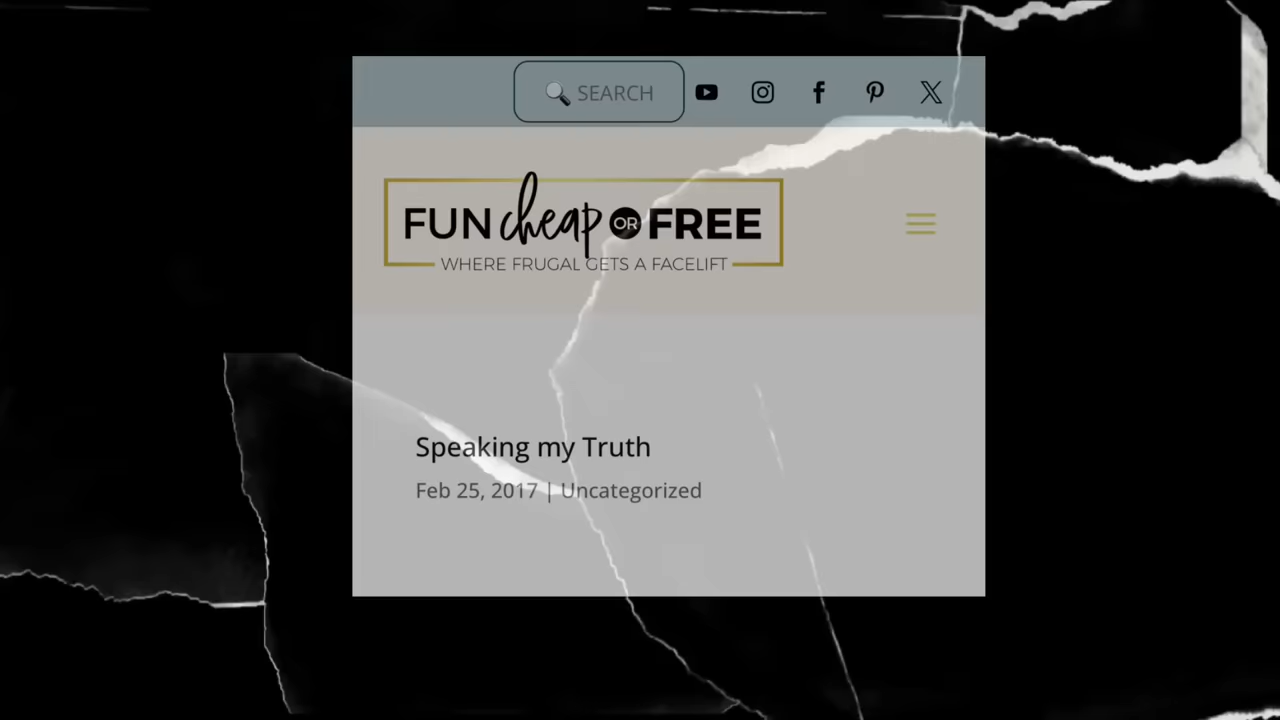 SEARCH
FUN cheap OR FREE
WHERE FRUGAL GETS A FACELIFT
Speaking my Truth
Feb 25, 2017 | Uncategorized